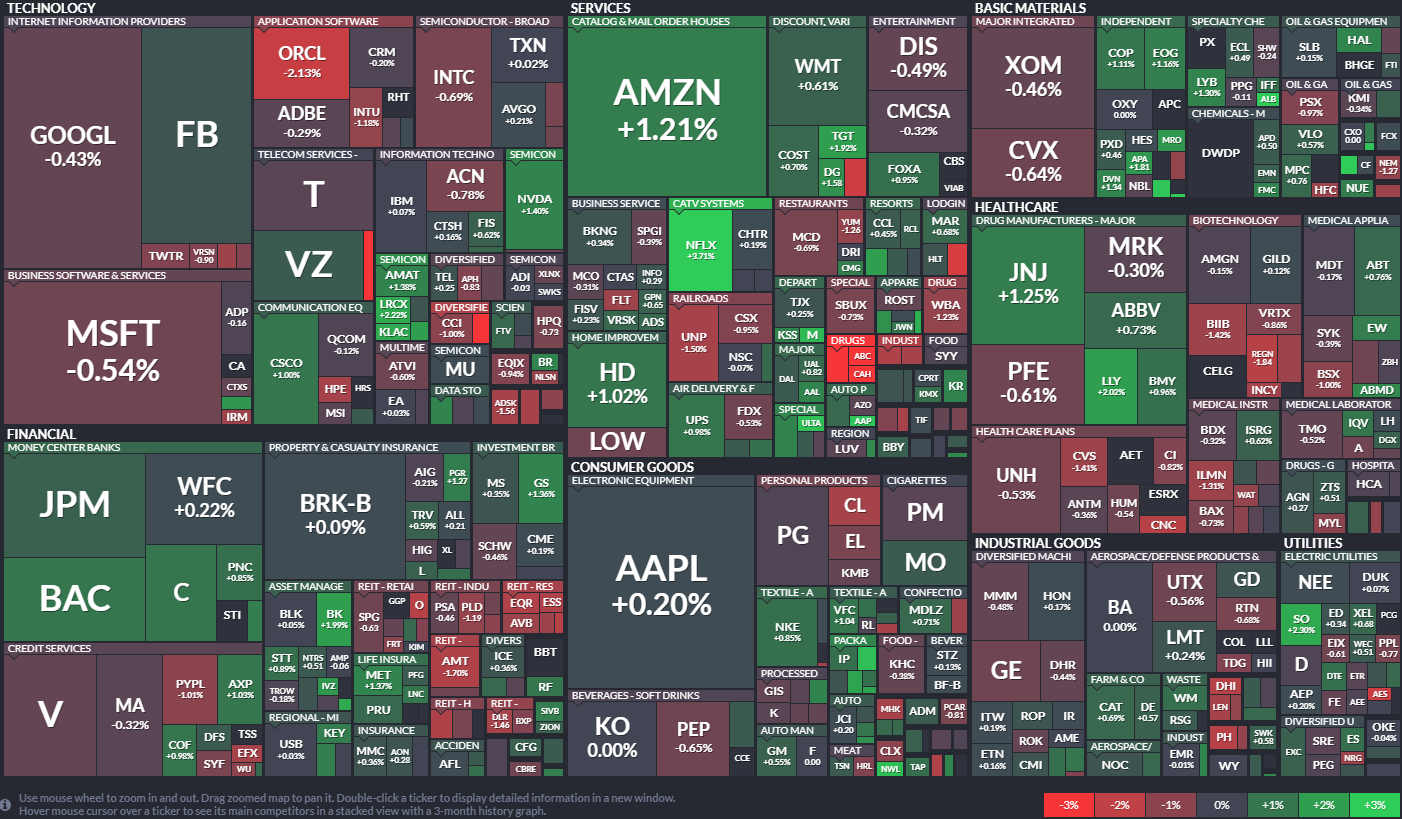 TECHNOLOGY
INTERNET INFORMATION PROVIDERS
GOOGL
-0.43%
FB
TWTR
VRSN
-0.90
APPLICATION SOFTWARE
ORCL
-2.13%
CRM
-0.20%
ADBE
-0.29%
INTU
-1.18%
RHT
SEMICONDUCTOR - BROAD
INTC
-0.69%
TXN
+0.02%
AVGO
+0.21%
TELECOM SERVICES -
T
VZ
INFORMATION TECHNO
IBM
+0.07%
ACN
-0.78%
CTSH
+0.16%
FIS
+0.62%
SEMICON
NVDA
+1.40%
BUSINESS SOFTWARE & SERVICES
MSFT
-0.54%
ADP
-0.16
CA
CTXS
IRM
COMMUNICATION EQ
CSCO
+1.00%
QCOM
-0.12%
HPE
HRS
MSI
SEMICON
AMAT
+1.38%
LRCX
+2.22%
KLAC
DIVERSIFIED
TEL
+0.25
APH
-0.83
SEMICON
ADI
-0.03
XLNX
SWKS
DIVERSIFIE
CCI
-1.00%
SCIEN
FTV
HPQ
-0.73
MULTIME
ATVI
-0.60%
EA
+0.03%
SEMICON
MU
EQIX
-0.94%
BR
NLSN
DATA STO
ADSK
-1.56
SERVICES
CATALOG & MAIL ORDER HOUSES
AMZN
+1.21%
DISCOUNT, VARI
WMT
+0.61%
COST
+0.70%
TGT
+1.92%
DG
+1.58
ENTERTAINMENT
DIS
-0.49%
CMCSA
-0.32%
FOXA
+0.95%
CBS
VIAB
BUSINESS SERVICE
BKNG
+0.34%
SPGI
-0.39%
MCO
-0.31%
CTAS
INFO
+0.29
FLT
GPN
+0.65
FISV
+0.23%
VRSK
ADS
CATV SYSTEMS
NFLX
+3.71%
CHTR
+0.19%
RESTAURANTS
MCD
-0.69%
YUM
-1.26
DRI
CMG
RESORTS
CCL
+0.45%
RCL
LODGIN
MAR
+0.68%
HLT
RAILROADS
UNP
-1.50%
CSX
-0.95%
NSC
-0.07%
DEPART
TJX
+0.25%
KSS
M
SPECIAL
SBUX
-0.73%
APPARE
ROST
JWN
DRUG
WBA
-1.23%
HOME IMPROVEM
HD
+1.02%
LOW
MAJOR
DAL
UAL
+0.82
AAL
DRUGS
ABC
CAH
INDUST
FOOD
SYY
CPRT
KMX
KR
AIR DELIVERY & F
UPS
+0.98%
FDX
-0.53%
SPECIAL
ULTA
AUTO P
AZO
AAP
REGION
LUV
TIF
BBY
BASIC MATERIALS
MAJOR INTEGRATED
XOM
-0.46%
CVX
-0.64%
INDEPENDENT
COP
+1.11%
EOG
+1.16%
OXY
0.00%
APC
PXD
+0.46
HES
MRO
APA
+1.81
DVN
+1.34
NBL
SPECIALTY CHE
PX
ECL
+0.49
SHW
-0.24
LYB
+1.30%
PPG
-0.11
IFF
ALB
CHEMICALS - M
DWDP
APD
+0.50
EMN
FMC
OIL & GAS EQUIPMEN
SLB
+0.15%
HAL
BHGE
FTI
OIL & GA
PSX
-0.97%
VLO
+0.57%
MPC
+0.76
HFC
OIL & GAS
KMI
-0.34%
CXO
0.00
FCX
CF
NEM
-1.27
NUE
HEALTHCARE
DRUG MANUFACTURERS - MAJOR
JNJ
+1.25%
MRK
-0.30%
ABBV
+0.73%
PFE
-0.61%
LLY
+2.02%
BMY
+0.96%
BIOTECHNOLOGY
AMGN
-0.15%
GILD
+0.12%
BIIB
-1.42%
VRTX
-0.86%
REGN
-1.84
CELG
INCY
MEDICAL APPLIA
MDT
-0.17%
ABT
+0.76%
SYK
-0.39%
EW
ZBH
BSX
-1.00%
ABMD
HEALTH CARE PLANS
UNH
-0.53%
CVS
-1.41%
AET
CI
-0.82%
ANTM
-0.36%
HUM
-0.54
ESRX
CNC
MEDICAL INSTR
BDX
-0.32%
ISRG
+0.62%
ILMN
-1.31%
WAT
BAX
-0.73%
MEDICAL LABORATOR
TMO
-0.52%
IQV
LH
A
DGX
DRUGS - G
AGN
+0.27
ZTS
+0.51
MYL
HOSPITA
HCA
FINANCIAL
MONEY CENTER BANKS
JPM
WFC
+0.22%
BAC
C
PNC
+0.85%
STI
PROPERTY & CASUALTY INSURANCE
BRK-B
+0.09%
AIG
-0.21%
PGR
+1.27
TRV
+0.59%
ALL
+0.21
HIG
XL
L
INVESTMENT BR
MS
+0.35%
GS
+1.36%
SCHW
-0.46%
CME
+0.19%
CREDIT SERVICES
V
MA
-0.32%
PYPL
-1.01%
AXP
+1.03%
COF
+0.98%
DFS
TSS
SYF
EFX
WU
ASSET MANAGE
BLK
+0.05%
BK
+1.99%
STT
+0.89%
NTRS
+0.51
AMP
-0.06
TROW
-0.18%
IVZ
REGIONAL - MI
USB
+0.03%
KEY
REIT - RETAI
SPG
-0.63
GGP
O
FRT
KIM
LIFE INSURA
MET
+1.37%
PFG
LNC
PRU
INSURANCE
MMC
+0.36%
AON
+0.28
REIT - INDU
PSA
-0.46
PLD
-1.19
REIT - RES
EQR
ESS
AVB
REIT -
AMT
-1.70%
DIVERS
ICE
+0.36%
BBT
RF
REIT - H
REIT -
DLR
-1.46
BXP
SIVB
ZION
ACCIDEN
AFL
CFG
CBRE
CONSUMER GOODS
ELECTRONIC EQUIPMENT
AAPL
+0.20%
PERSONAL PRODUCTS
PG
CL
EL
KMB
CIGARETTES
PM
MO
BEVERAGES - SOFT DRINKS
KO
0.00%
PEP
-0.65%
CCE
TEXTILE - A
NKE
+0.85%
TEXTILE - A
VFC
+1.04
RL
CONFECTIO
MDLZ
+0.71%
PACKA
IP
FOOD -
KHC
-0.38%
BEVER
STZ
+0.13%
BF-B
PROCESSED
GIS
K
AUTO
JCI
+0.20
MHK
ADM
PCAR
-0.81
AUTO MAN
GM
+0.55%
F
0.00
MEAT
TSN
HRL
CLX
NWL
TAP
INDUSTRIAL GOODS
DIVERSIFIED MACHI
MMM
-0.48%
HON
+0.17%
GE
DHR
-0.44%
ITW
+0.19%
ROP
IR
ROK
AME
ETN
+0.16%
CMI
AEROSPACE/DEFENSE PRODUCTS &
BA
0.00%
UTX
-0.56%
GD
RTN
-0.68%
LMT
+0.24%
COL
LLL
TDG
HII
FARM & CO
CAT
+0.69%
DE
+0.57
WASTE
WM
RSG
DHI
LEN
AEROSPACE/
NOC
INDUST
EMR
-0.01%
PH
SWK
+0.58
WY
UTILITIES
ELECTRIC UTILITIES
NEE
DUK
+0.07%
SO
+2.30%
ED
+0.34
XEL
+0.68
PCG
EIX
-0.61
WEC
+0.51
PPL
-0.77
D
DTE
ETR
AEP
+0.20%
FE
AEE
AES
DIVERSIFIED U
EXC
SRE
ES
PEG
NRG
OKE
-0.04%
Use mouse wheel to zoom in and out. Drag zoomed map to pan it. Double-click a ticker to display detailed information in a new window.
Hover mouse cursor over a ticker to see its main competitors in a stacked view with a 3-month history graph.
-3% -2% -1% 0% +1% +2% +3%